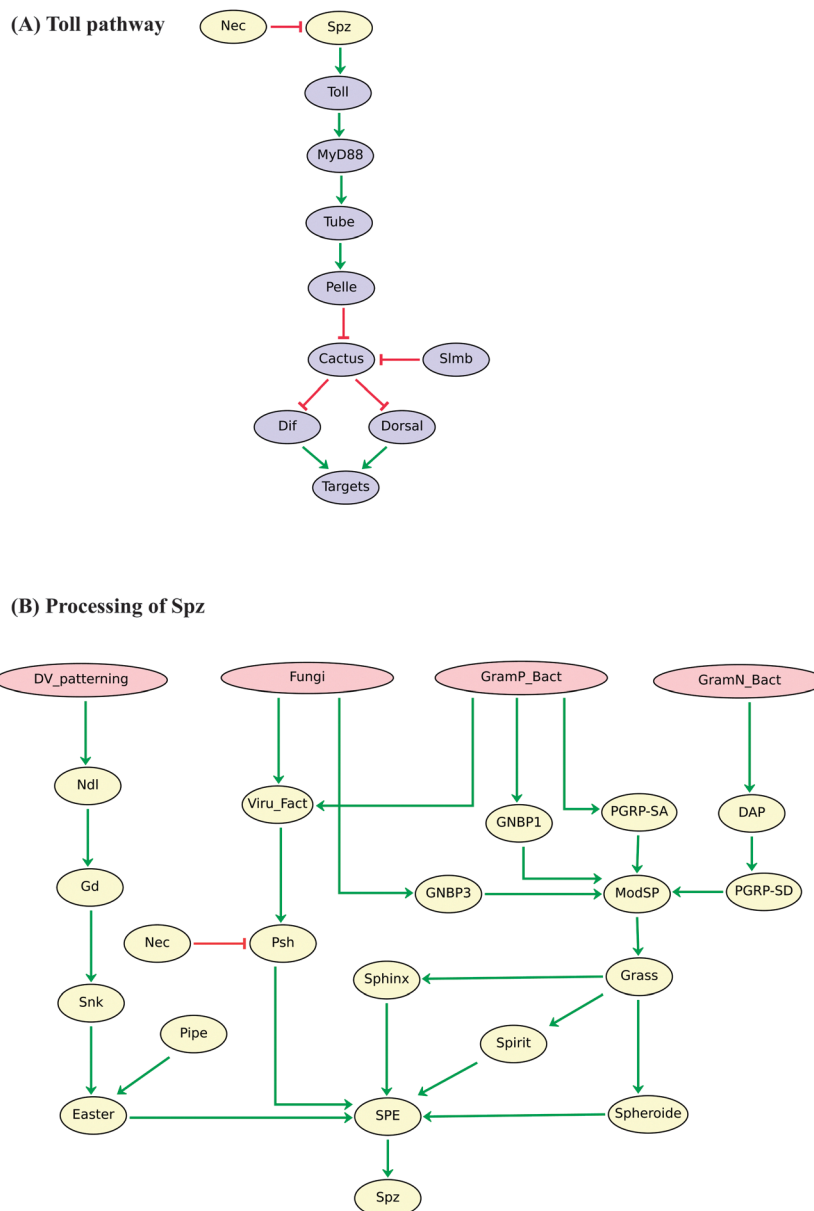 (A) Toll pathway
Nec
Spz
Toll
MyD88
Tube
Pelle
Cactus
Slmb
Dif
Dorsal
Targets
(B) Processing of Spz
DV_patterning
Fungi
GramP_Bact
GramN_Bact
Ndl
Viru_Fact
GNBP1
PGRP-SA
DAP
Gd
GNBP3
ModSP
PGRP-SD
Nec
Psh
Sphinx
Grass
Snk
Pipe
Spirit
Easter
SPE
Spheroide
Spz